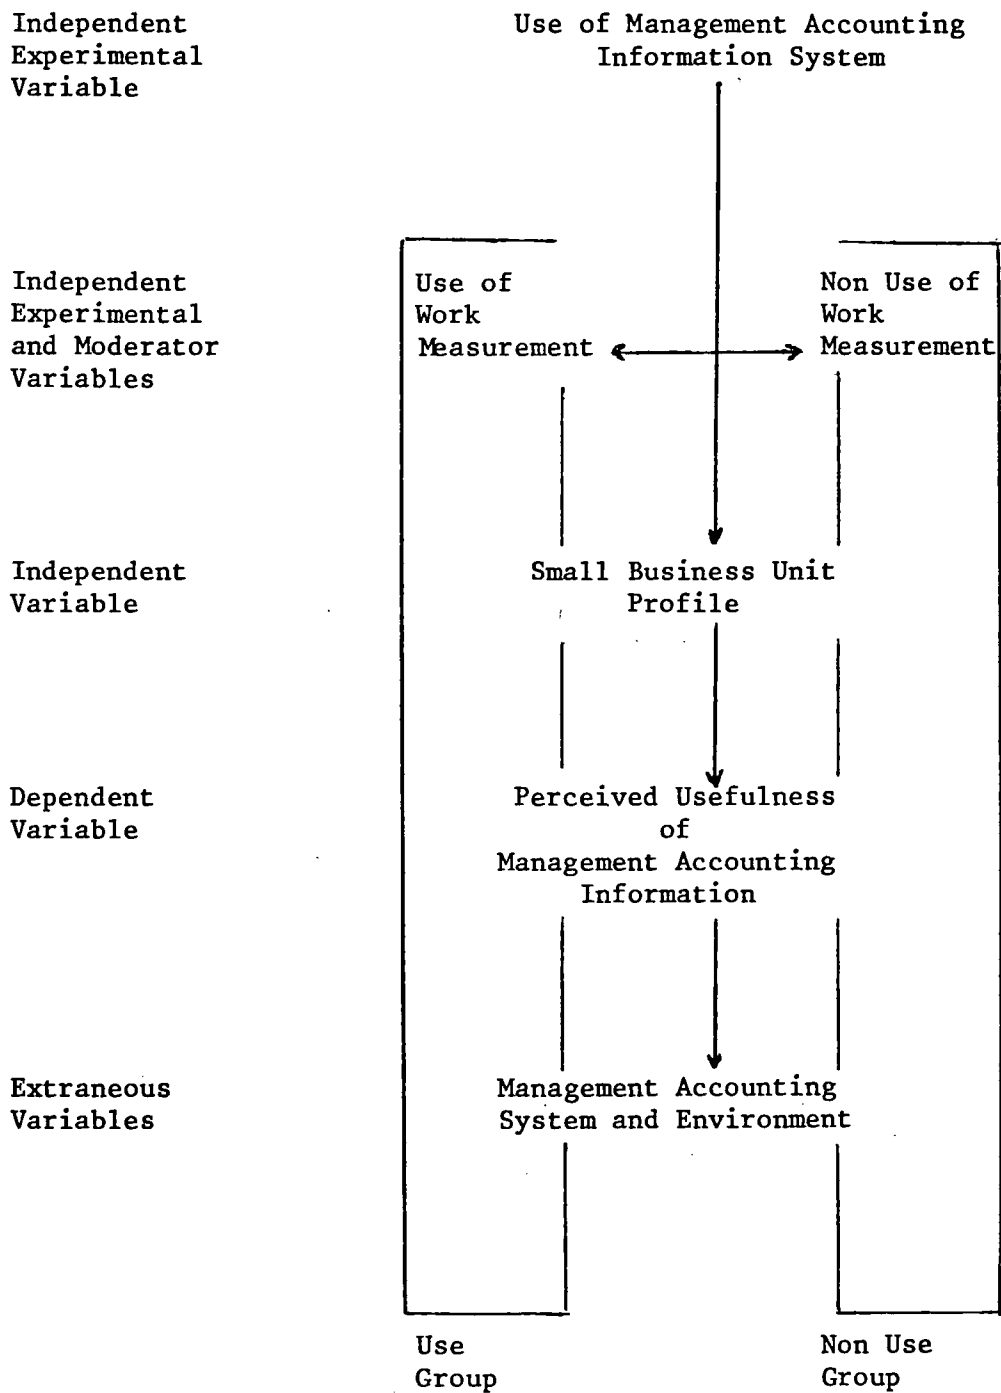 Independent
Experimental
Variable
Use of Management Accounting
Information System
Independent
Experimental
and Moderator
Variables
Use of
Work
Measurement
Non Use of
Work
Measurement
Independent
Variable
Small Business Unit
Profile
Dependent
Variable
Perceived Usefulness
of
Management Accounting
Information
Extraneous
Variables
Management Accounting
System and Environment
Use
Group
Non Use
Group